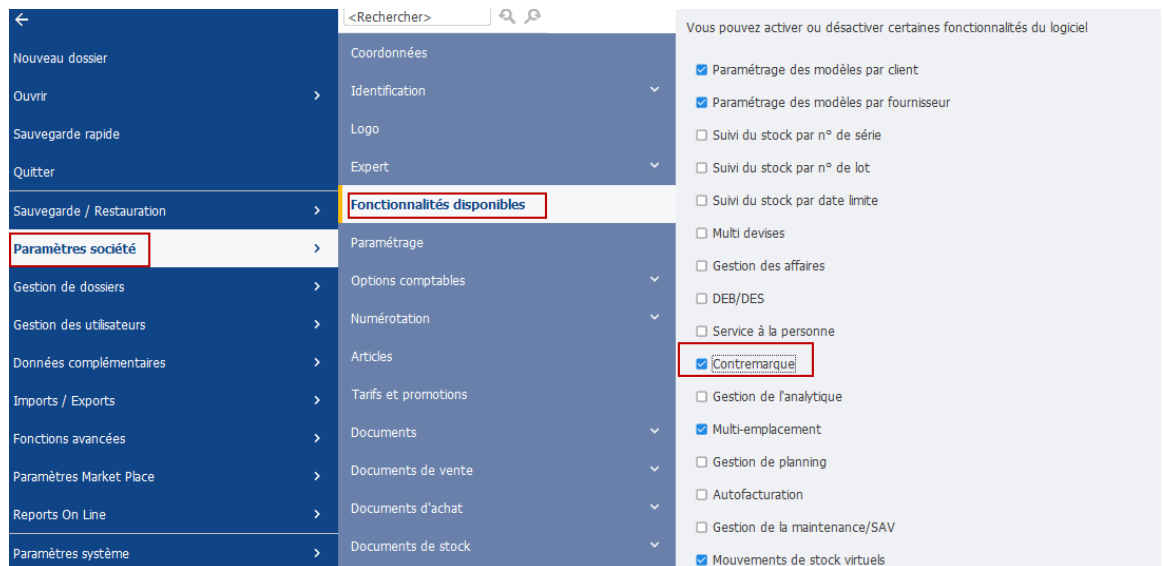 Nouveau dossier
Ouvrir
Sauvegarde rapide
Quitter
Sauvegarde / Restauration
Paramètres société
Gestion de dossiers
Gestion des utilisateurs
Données complémentaires
Imports / Exports
Fonctions avancées
Paramètres Market Place
Reports On Line
Paramètres système
<Rechercher>
Coordonnées
Identification
Logo
Expert
Fonctionnalités disponibles
Paramétrage
Options comptables
Numérotation
Articles
Tarifs et promotions
Documents
Documents de vente
Documents d'achat
Documents de stock
Vous pouvez activer ou désactiver certaines fonctionnalités du logiciel
Paramétrage des modèles par client
Paramétrage des modèles par fournisseur
Suivi du stock par n° de série
Suivi du stock par n° de lot
Suivi du stock par date limite
Multi devises
Gestion des affaires
DEB/DES
Service à la personne
Contremarque
Gestion de l'analytique
Multi-emplacement
Gestion de planning
Autofacturation
Gestion de la maintenance/SAV
Mouvements de stock virtuels